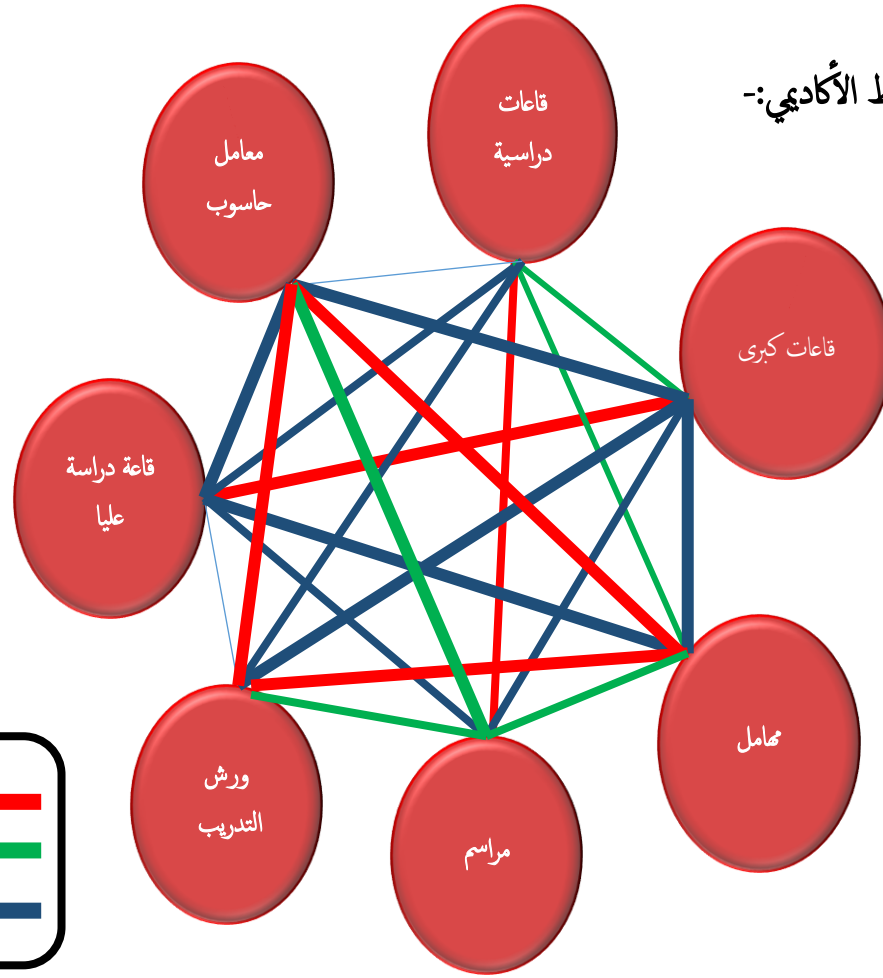 الأكاديمي:-
قاعات
دراسية
معامل
حاسوب
قاعات كبرى
قاعة دراسة
عليا
معامل
ورش
التدريب
مراسم